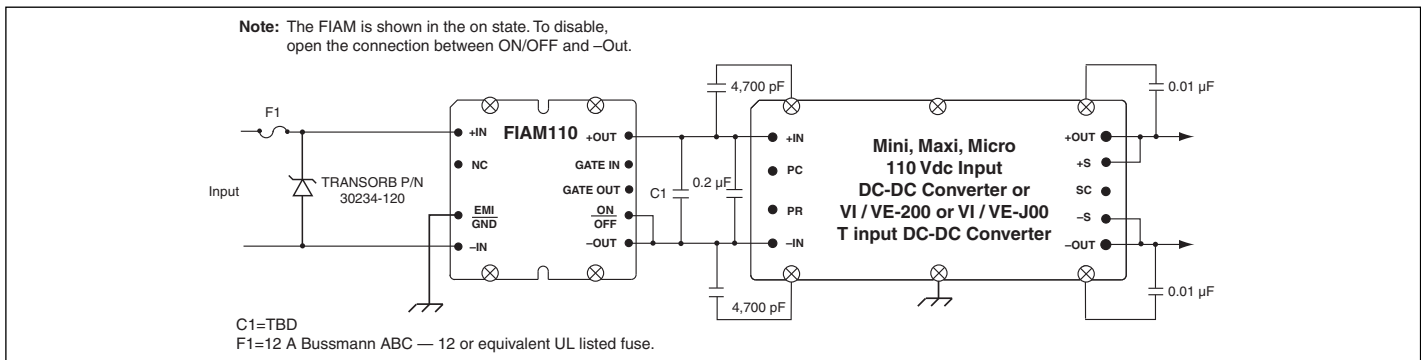 Note: The FIAM is shown in the on state. To disable,
open the connection between ON/OFF and –Out.
F1
Input
TRANSORB P/N
30234-120
+IN
NC
EMI
GND
–IN
FIAM110
+OUT
GATE IN
GATE OUT
ON
OFF
–OUT
C1
0.2 µF
4,700 pF
4,700 pF
+IN
PC
PR
–IN
Mini, Maxi, Micro
110 Vdc Input
DC-DC Converter or
VI / VE-200 or VI / VE-J00
T input DC-DC Converter
+OUT
+S
SC
–S
–OUT
0.01 µF
0.01 µF
C1=TBD
F1=12 A Bussmann ABC — 12 or equivalent UL listed fuse.